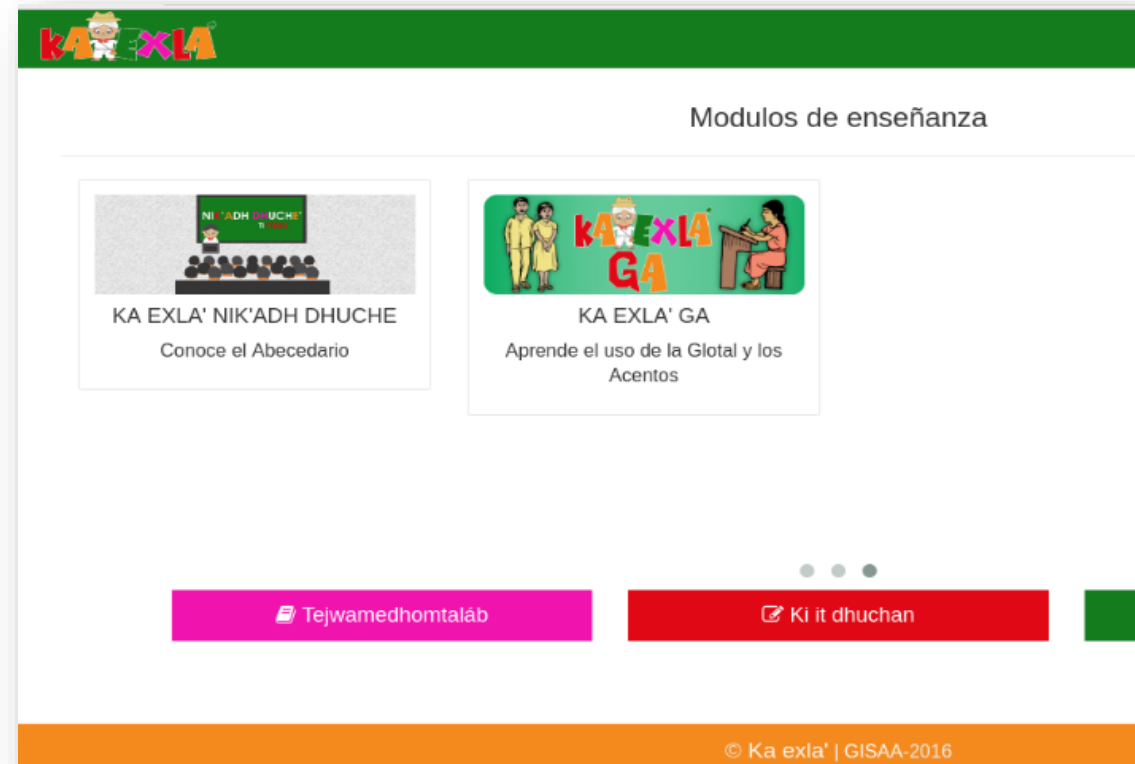 KA EXLA'
Modulos de enseñanza
NIK'ADH DHUCHE'
KA EXLA'
GA
KA EXLA' NIK'ADH DHUCHE
Conoce el Abecedario
KA EXLA' GA
Aprende el uso de la Glotal y los
Acentos
Tejwamedhomtaláb
Ki it dhuchan
© Ka exla' | GISAA-2016